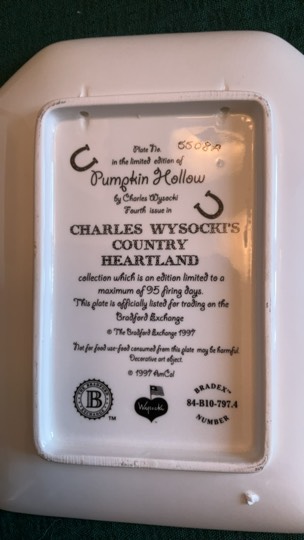 Plate No. 5508A
in the limited edition of
Pumpkin Hollow
by Charles Wysocki
Fourth issue in
CHARLES WYSOCKI'S
COUNTRY
HEARTLAND
collection which is an edition limited to a
maximum of 95 firing days.
This plate is officially listed for trading on the
Bradford Exchange
© The Bradford Exchange 1997
Not for food use-food consumed from this plate may be harmful.
Decorative art object.
© 1997 AmCal
B
TM
Wysocki
BRADEX™
84-B10-797.4
NUMBER